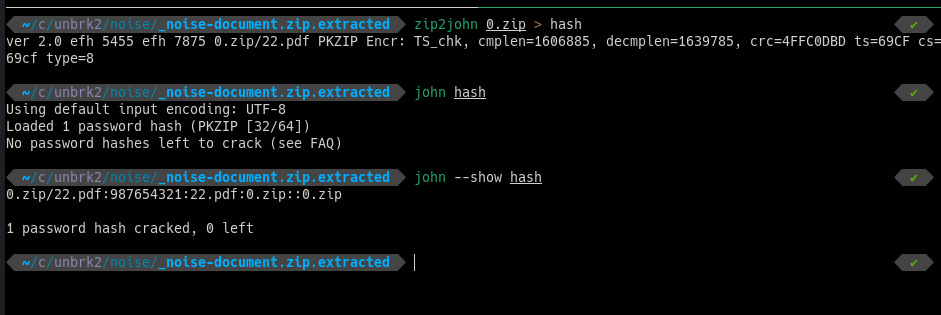 ~/c/unbrk2/noise/_noise-document.zip.extracted zip2john 0.zip > hash ✔
ver 2.0 efh 5455 efh 7875 0.zip/22.pdf PKZIP Encr: TS_chk, cmplen=1606885, decmplen=1639785, crc=4FFC0DBD ts=69CF cs=
69cf type=8
~/c/unbrk2/noise/_noise-document.zip.extracted john hash ✔
Using default input encoding: UTF-8
Loaded 1 password hash (PKZIP [32/64])
No password hashes left to crack (see FAQ)
~/c/unbrk2/noise/_noise-document.zip.extracted john --show hash ✔
0.zip/22.pdf:987654321:22.pdf:0.zip::0.zip
1 password hash cracked, 0 left
~/c/unbrk2/noise/_noise-document.zip.extracted ✔